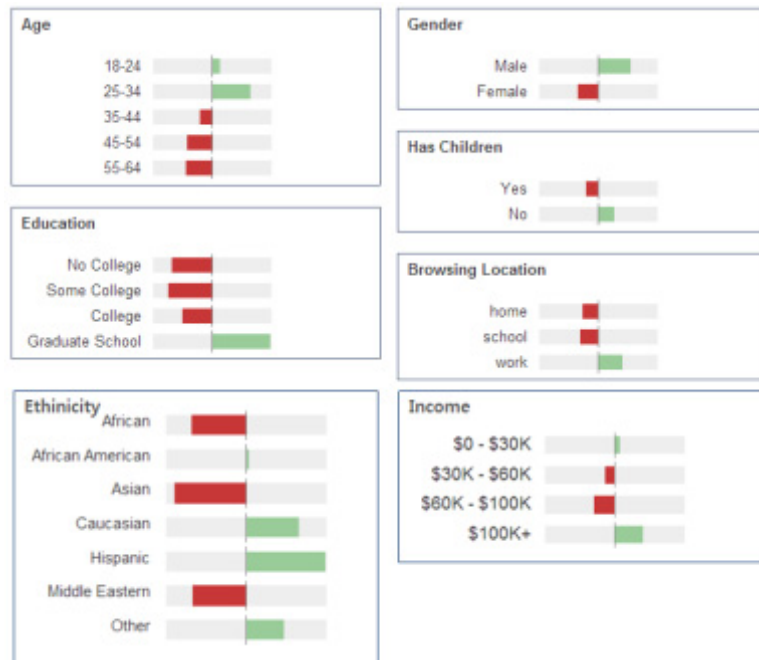 Age
18-24
25-34
35-44
45-54
55-64
Education
No College
Some College
College
Graduate School
Ethinicity
African
African American
Asian
Caucasian
Hispanic
Middle Eastern
Other
Gender
Male
Female
Has Children
Yes
No
Browsing Location
home
school
work
Income
$0 - $30K
$30K - $60K
$60K - $100K
$100K+